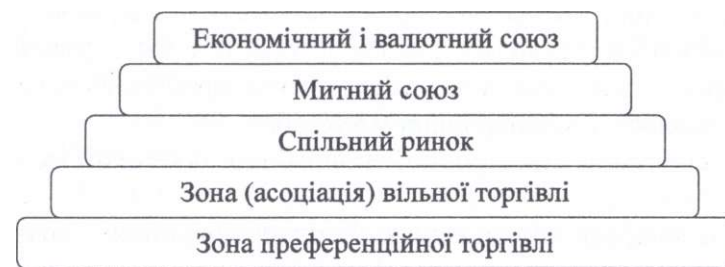 Економічний і валютний союз
Митний союз
Спільний ринок
Зона (асоціація) вільної торгівлі
Зона преференційної торгівлі